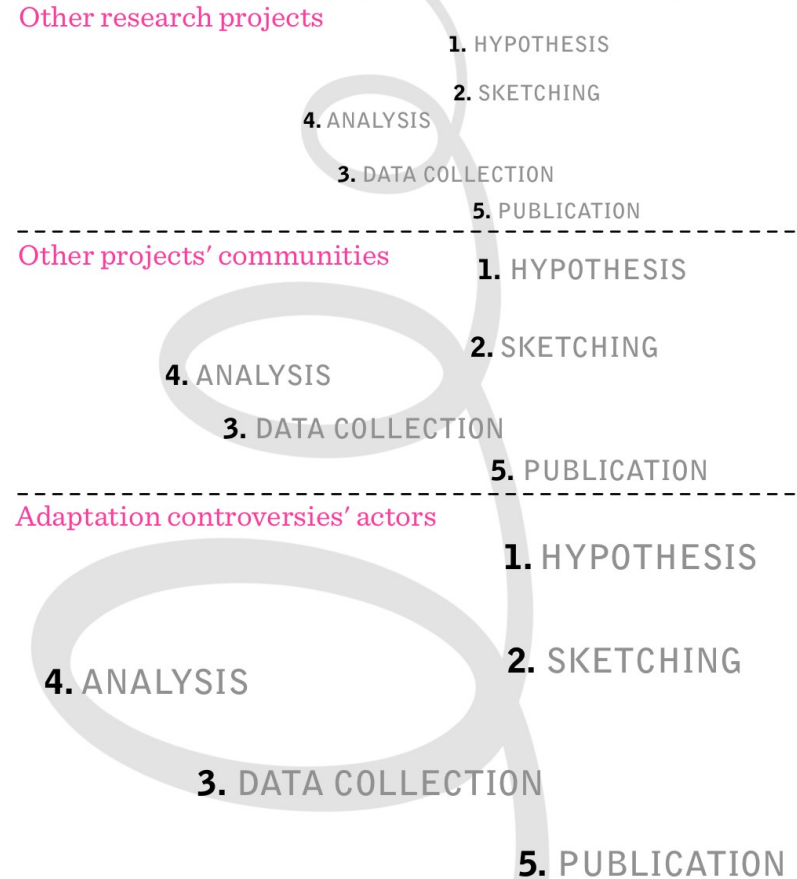 Other research projects
1. HYPOTHESIS
2. SKETCHING
4. ANALYSIS
3. DATA COLLECTION
5. PUBLICATION
Other projects' communities
1. HYPOTHESIS
2. SKETCHING
4. ANALYSIS
3. DATA COLLECTION
5. PUBLICATION
Adaptation controversies' actors
1. HYPOTHESIS
2. SKETCHING
4. ANALYSIS
3. DATA COLLECTION
5. PUBLICATION